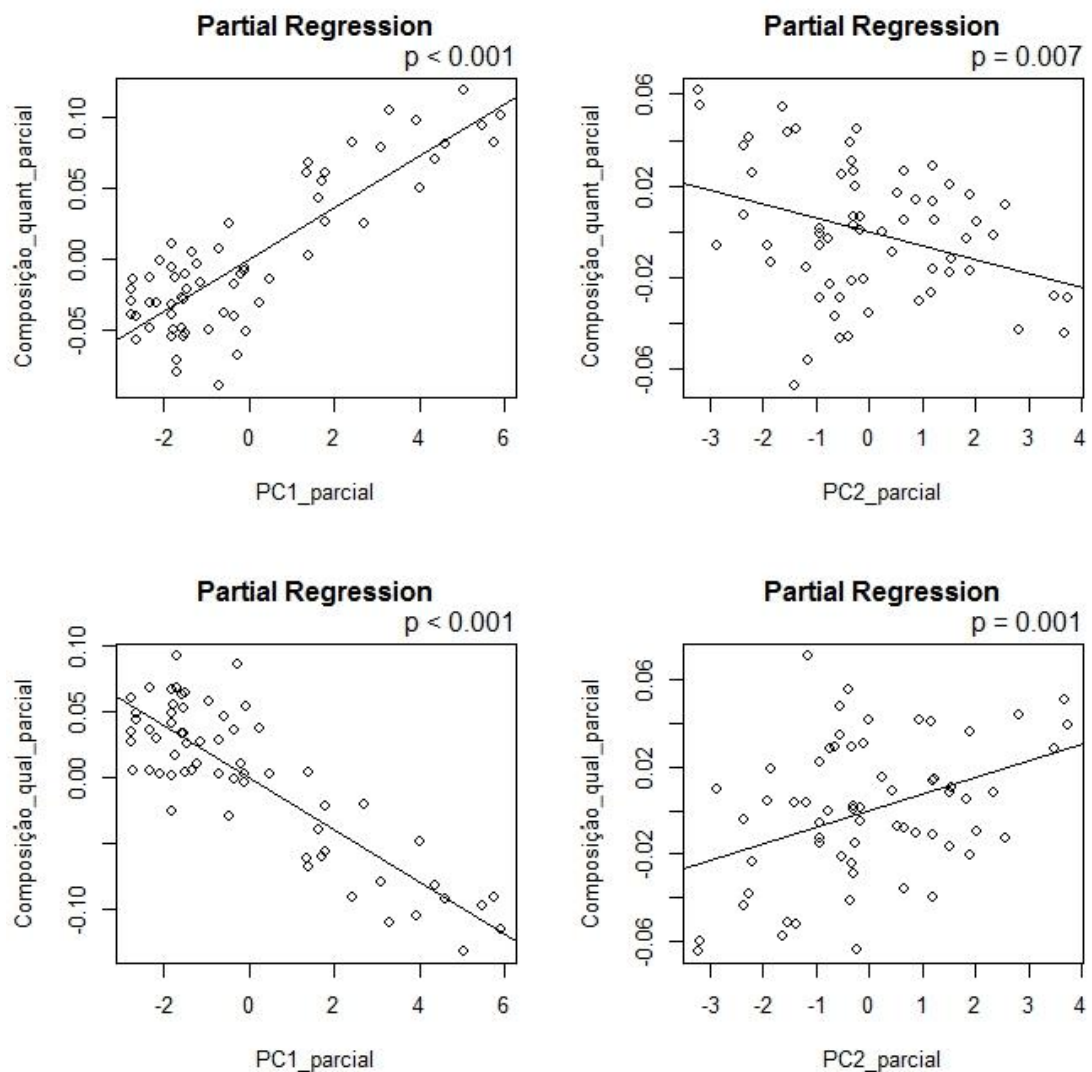 Partial Regression
p < 0.001
Composição_quant_parcial
0.10
0.05
0.00
-0.05
-2
0
2
4
6
PC1_parcial
Partial Regression
p = 0.007
Composição_quant_parcial
0.06
0.02
-0.02
-0.06
-3
-2
-1
0
1
2
3
4
PC2_parcial
Partial Regression
p < 0.001
Composição_qual_parcial
0.10
0.05
0.00
-0.10
-2
0
2
4
6
PC1_parcial
Partial Regression
p = 0.001
Composição_qual_parcial
0.06
0.02
-0.02
-0.06
-3
-2
-1
0
1
2
3
4
PC2_parcial